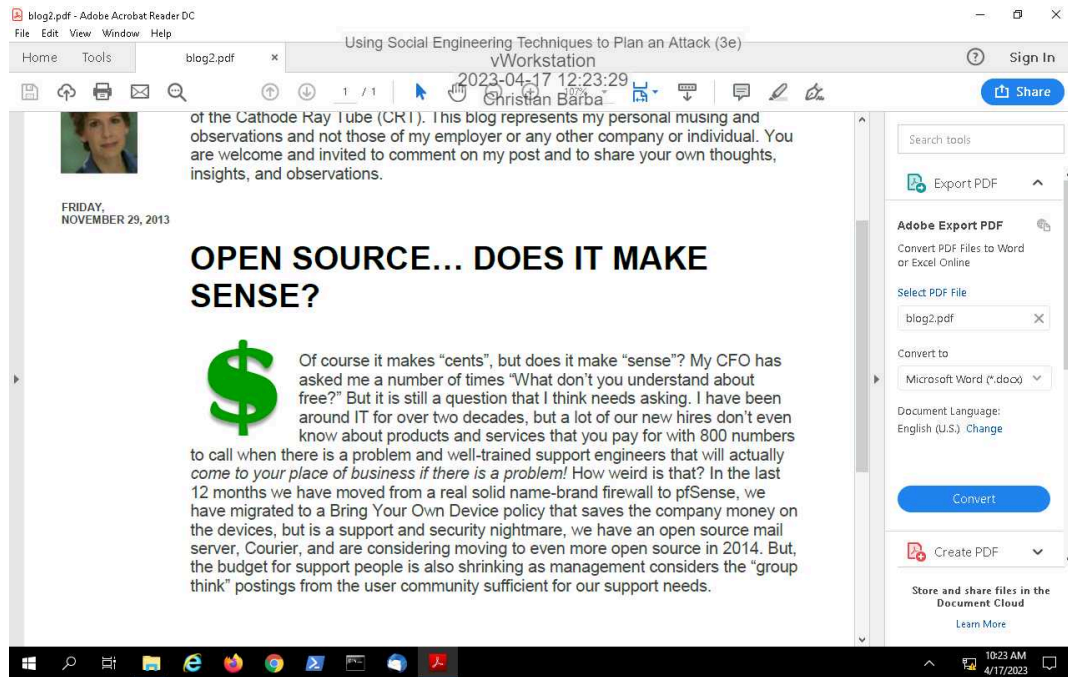 blog2.pdf - Adobe Acrobat Reader DC
File Edit View Window Help
Using Social Engineering Techniques to Plan an Attack (3e)
vWorkstation
2023-04-17 12:23:29
Christian Barba
Home Tools blog2.pdf × ? Sign In
1 / 1 107% Share
of the Cathode Ray Tube (CRT). This blog represents my personal musing and
observations and not those of my employer or any other company or individual. You
are welcome and invited to comment on my post and to share your own thoughts,
insights, and observations.
FRIDAY,
NOVEMBER 29, 2013
OPEN SOURCE... DOES IT MAKE
SENSE?
$
Of course it makes “cents”, but does it make “sense”? My CFO has
asked me a number of times “What don’t you understand about
free?” But it is still a question that I think needs asking. I have been
around IT for over two decades, but a lot of our new hires don’t even
know about products and services that you pay for with 800 numbers
to call when there is a problem and well-trained support engineers that will actually
come to your place of business if there is a problem! How weird is that? In the last
12 months we have moved from a real solid name-brand firewall to pfSense, we
have migrated to a Bring Your Own Device policy that saves the company money on
the devices, but is a support and security nightmare, we have an open source mail
server, Courier, and are considering moving to even more open source in 2014. But,
the budget for support people is also shrinking as management considers the “group
think” postings from the user community sufficient for our support needs.
Search tools
Export PDF
Adobe Export PDF
Convert PDF Files to Word
or Excel Online
Select PDF File
blog2.pdf
Convert to
Microsoft Word (*.docx)
Document Language:
English (U.S.) Change
Convert
Create PDF
Store and share files in the
Document Cloud
Learn More
10:23 AM
4/17/2023